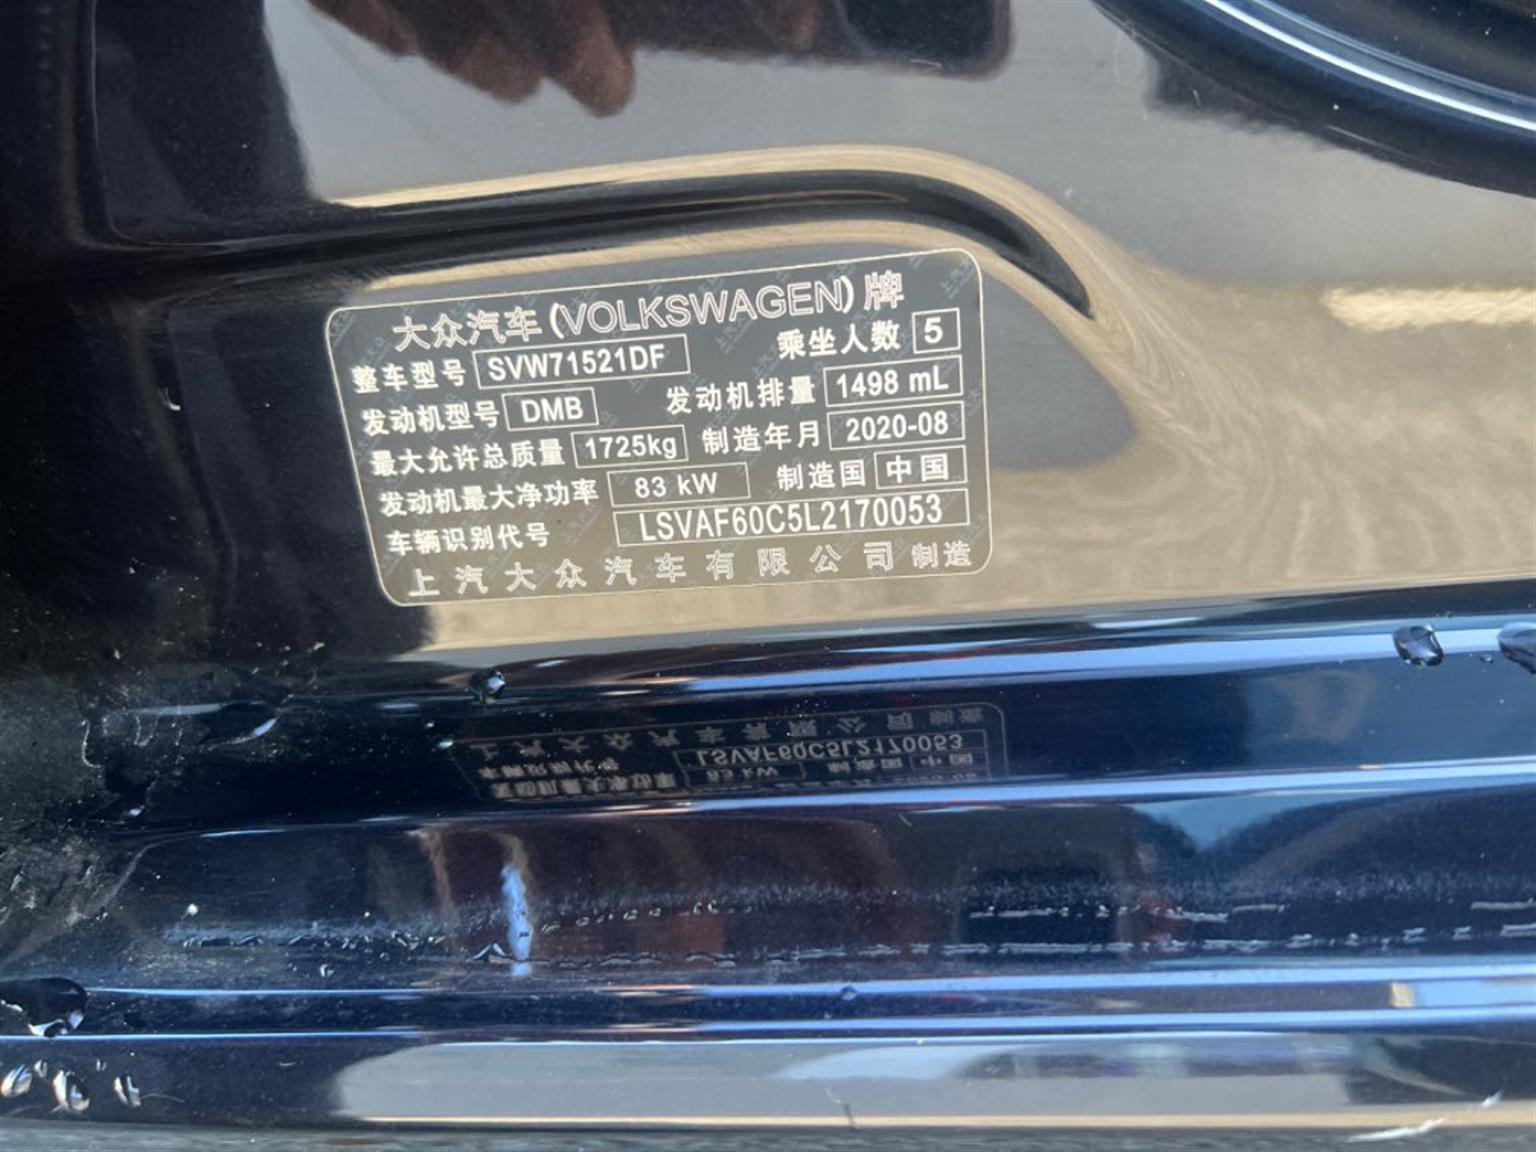 大众汽车(VOLKSWAGEN)牌
整车型号 SVW71521DF 乘坐人数 5
发动机型号 DMB 发动机排量 1498 mL
最大允许总质量 1725kg 制造年月 2020-08
发动机最大净功率 83 kW 制造国 中国
车辆识别代号 LSVAF60C5L2170053
上汽大众汽车有限公司 制造